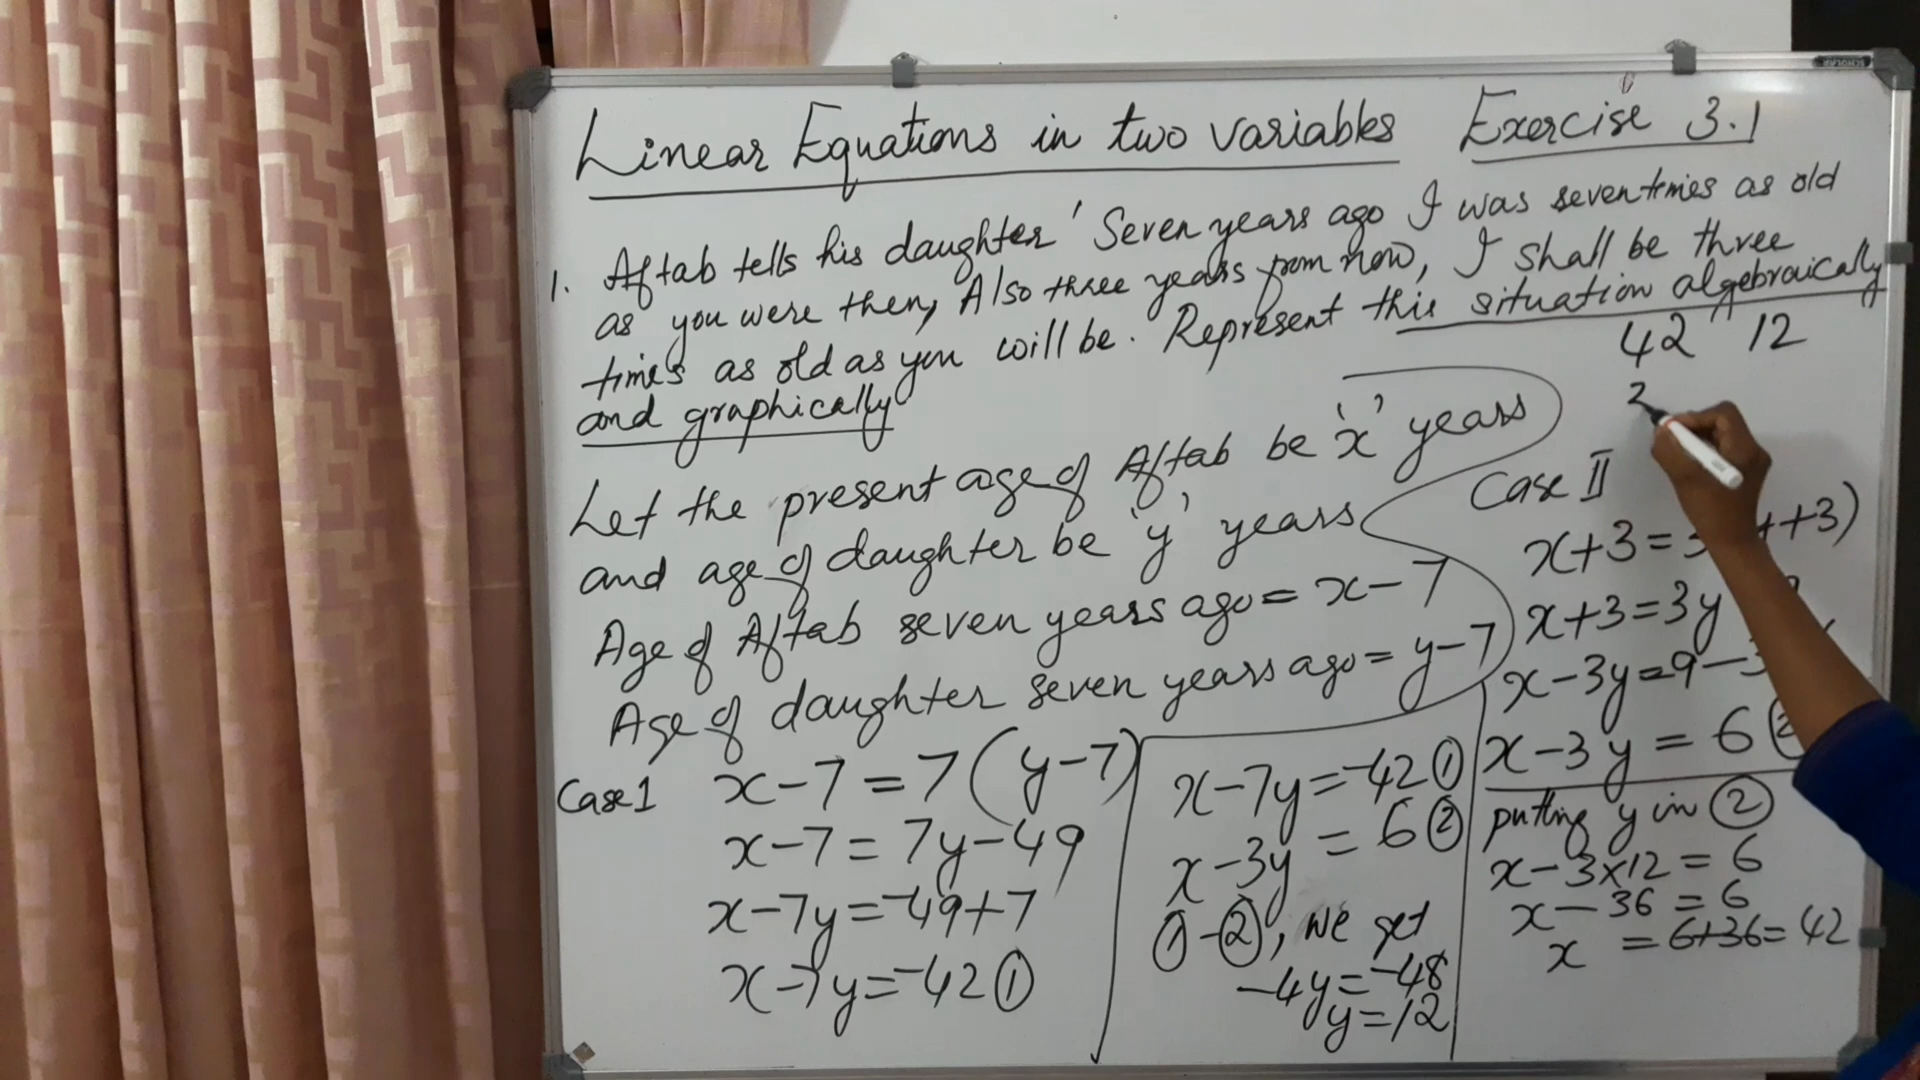 Linear Equations in two variables Exercise 3.1
1. Aftab tells his daughter 'Seven years ago I was seven times as old
as you were then, Also three years from now, I shall be three
times as old as you will be. Represent this situation algebraically
and graphically
42 12
Let the present age of Aftab be 'x' years
and age of daughter be 'y' years
Age of Aftab seven years ago = x-7
Age of daughter seven years ago = y-7
Case 1 x-7 = 7(y-7)
x-7 = 7y-49
x-7y = -49+7
x-7y = -42 ①
x-7y = -42 ①
x-3y = 6 ②
①-②, we get
-4y = -48
y = 12
Case II
x+3 = +3)
x+3 = 3y
x-3y = 9-
x-3y = 6 ②
putting y in ②
x-3×12 = 6
x-36 = 6
x = 6+36 = 42